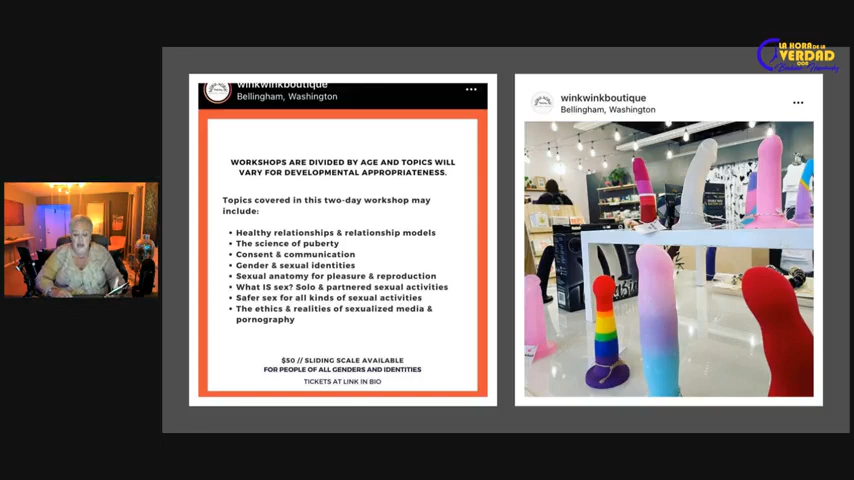 LA HORA DE LA
VERDAD
CON
winkwinkboutique
Bellingham, Washington
WORKSHOPS ARE DIVIDED BY AGE AND TOPICS WILL
VARY FOR DEVELOPMENTAL APPROPRIATENESS.
Topics covered in this two-day workshop may
include:
• Healthy relationships & relationship models
• The science of puberty
• Consent & communication
• Gender & sexual identities
• Sexual anatomy for pleasure & reproduction
• What IS sex? Solo & partnered sexual activities
• Safer sex for all kinds of sexual activities
• The ethics & realities of sexualized media &
pornography
$50 // SLIDING SCALE AVAILABLE
FOR PEOPLE OF ALL GENDERS AND IDENTITIES
TICKETS AT LINK IN BIO
winkwinkboutique
Bellingham, Washington